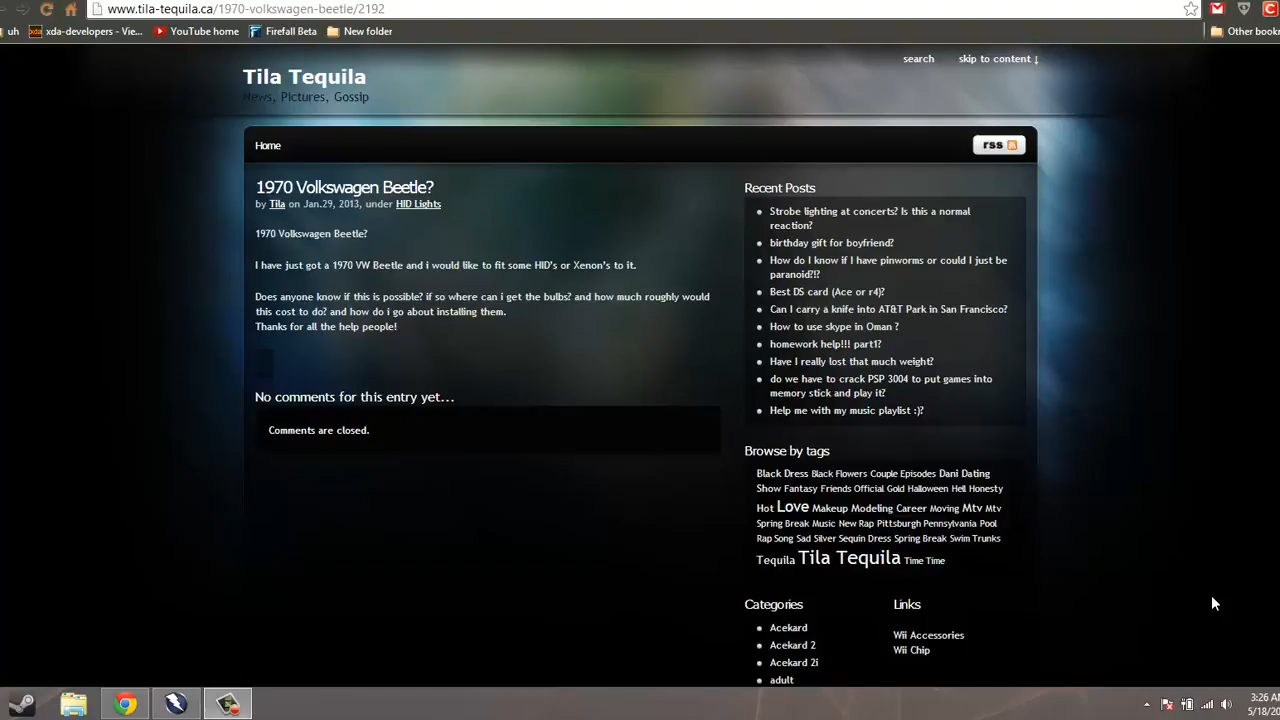 www.tila-tequila.ca/1970-volkswagen-beetle/2192
uh xda-developers - Vie... YouTube home Firefall Beta New folder Other bookr
search skip to content ↓
Tila Tequila
News, Pictures, Gossip
Home
rss
1970 Volkswagen Beetle?
by Tila on Jan.29, 2013, under HID Lights
1970 Volkswagen Beetle?
I have just got a 1970 VW Beetle and i would like to fit some HID's or Xenon's to it.
Does anyone know if this is possible? if so where can i get the bulbs? and how much roughly would
this cost to do? and how do i go about installing them.
Thanks for all the help people!
No comments for this entry yet...
Comments are closed.
Recent Posts
Strobe lighting at concerts? Is this a normal
reaction?
birthday gift for boyfriend?
How do I know if I have pinworms or could I just be
paranoid?!?
Best DS card (Ace or r4)?
Can I carry a knife into AT&T Park in San Francisco?
How to use skype in Oman ?
homework help!!! part1?
Have I really lost that much weight?
do we have to crack PSP 3004 to put games into
memory stick and play it?
Help me with my music playlist :)?
Browse by tags
Black Dress Black Flowers Couple Episodes Dani Dating
Show Fantasy Friends Official Gold Halloween Hell Honesty
Hot Love Makeup Modeling Career Moving Mtv Mtv
Spring Break Music New Rap Pittsburgh Pennsylvania Pool
Rap Song Sad Silver Sequin Dress Spring Break Swim Trunks
Tequila Tila Tequila Time Time
Categories
Acekard
Acekard 2
Acekard 2i
adult
Links
Wii Accessories
Wii Chip
3:26 AM
5/18/20